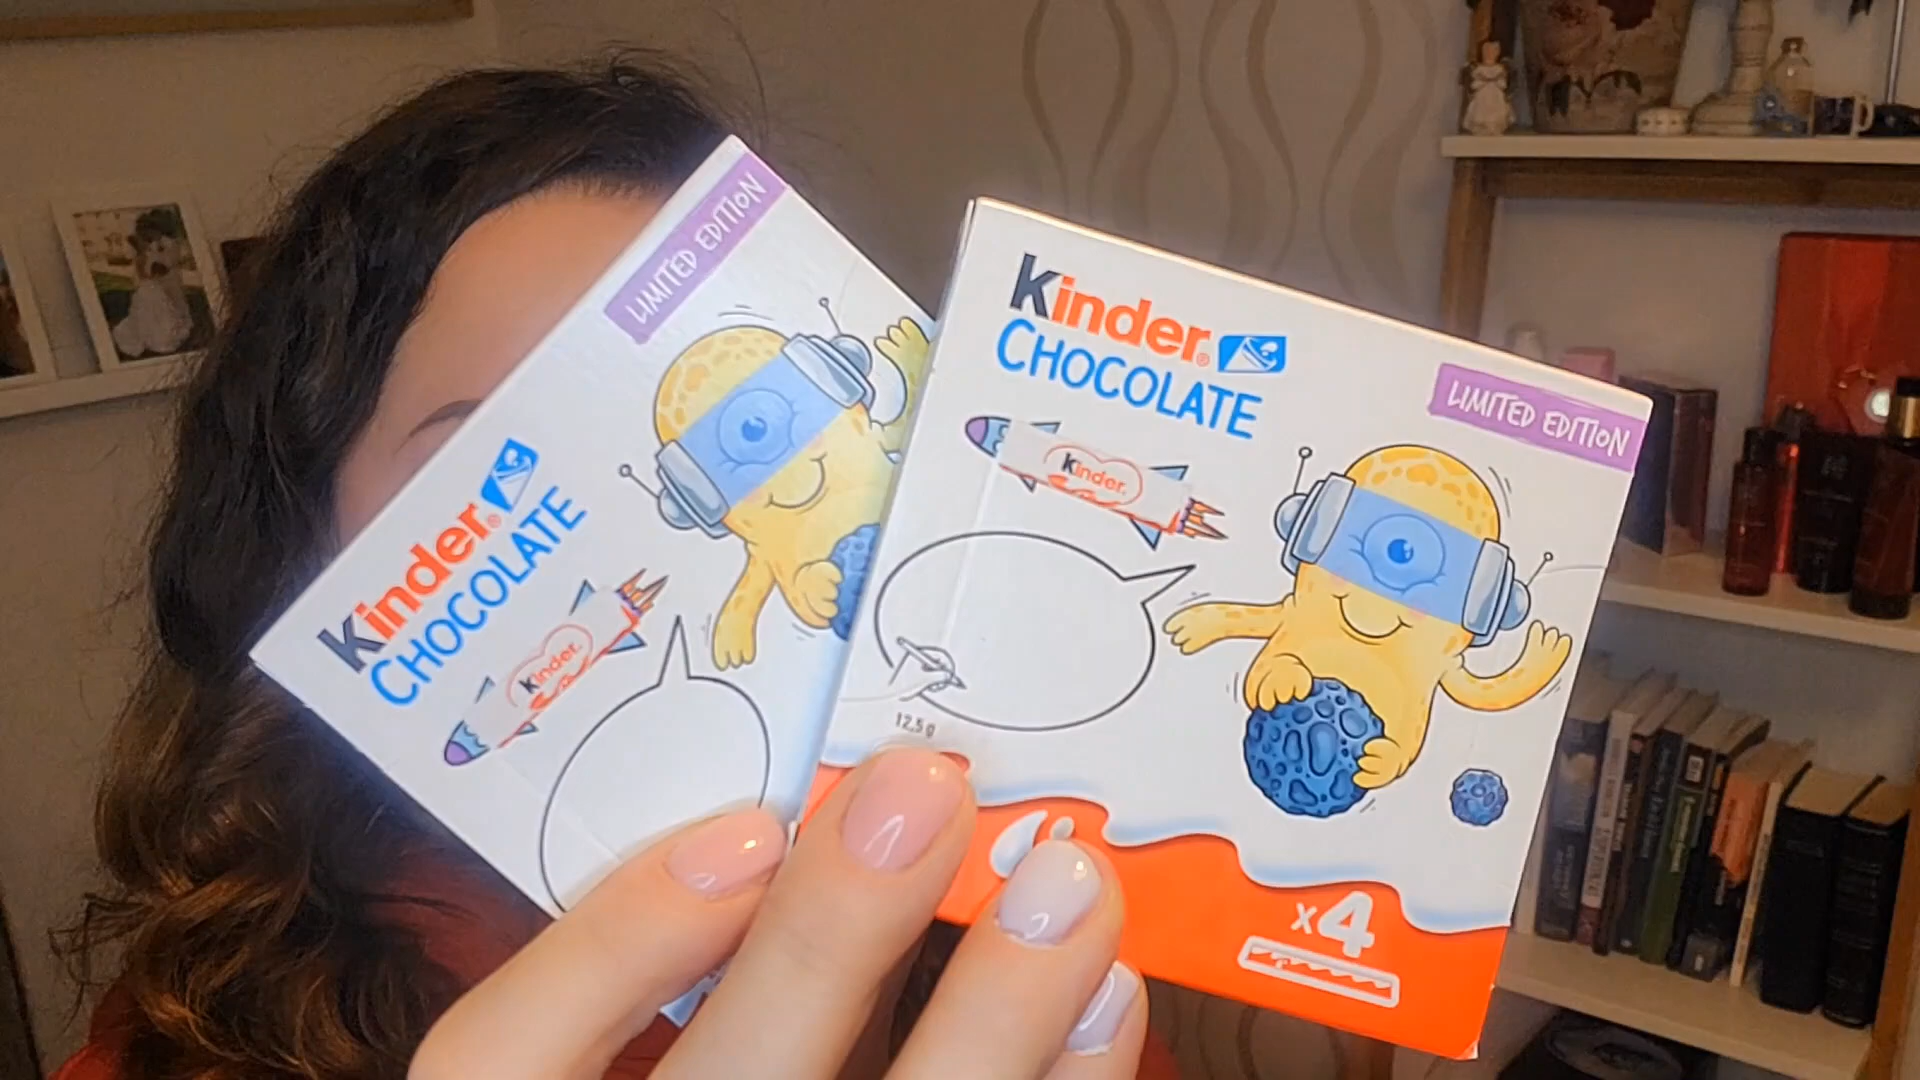 LIMITED EDITION
Kinder®
CHOCOLATE
Kinder.
Kinder®
CHOCOLATE
LIMITED EDITION
Kinder.
12,5 g
x4